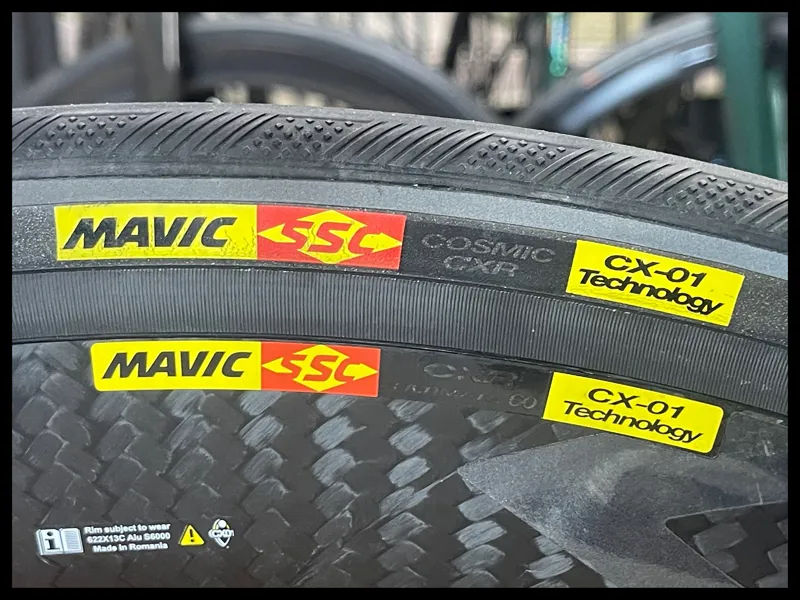 MAVIC SSC COSMIC CXR CX-01 Technology
MAVIC SSC CXR CX-01 Technology
Rim subject to wear
622X13C Alu S6000
Made in Romania